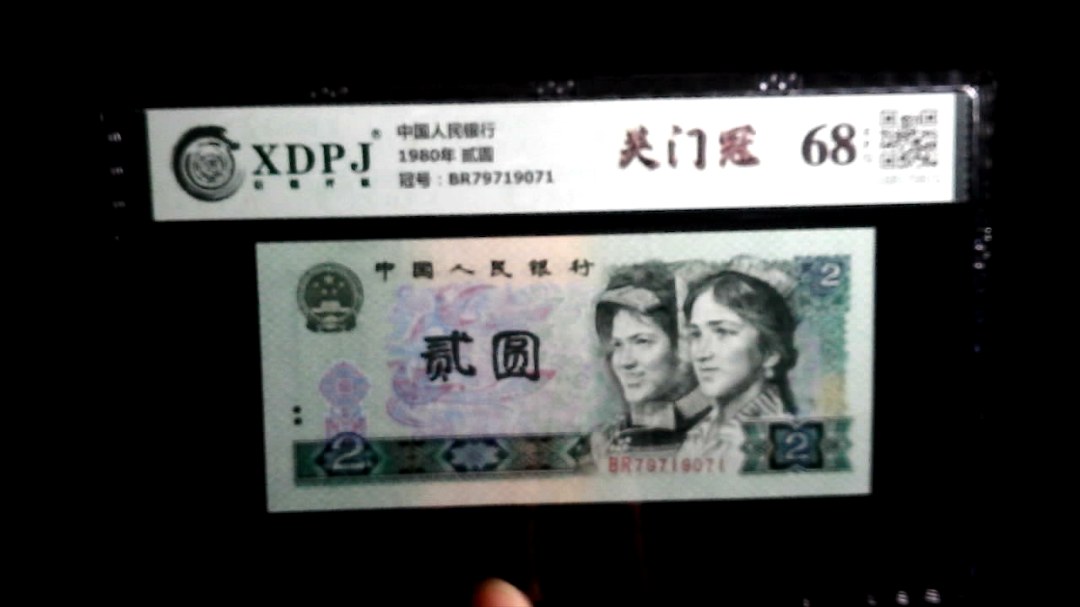 XDPJ®
中国人民银行
1980年 贰圆
冠号：BR79719071
关门冠
68
中国人民银行
贰圆
2
2
2
BR79719071